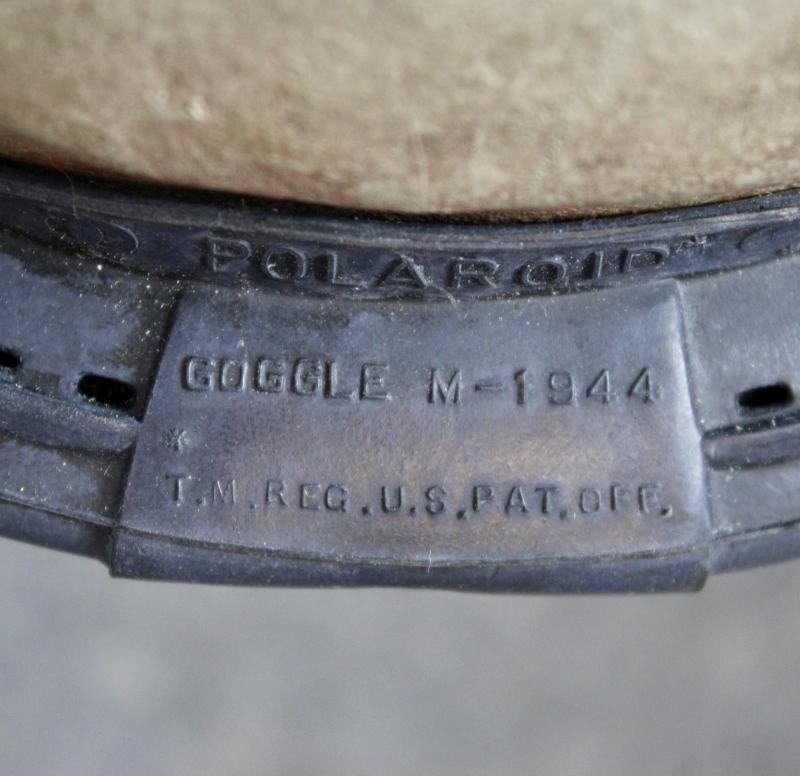 POLAROID*
GOGGLE M-1944
*
T.M.REG.U.S.PAT.OFF.